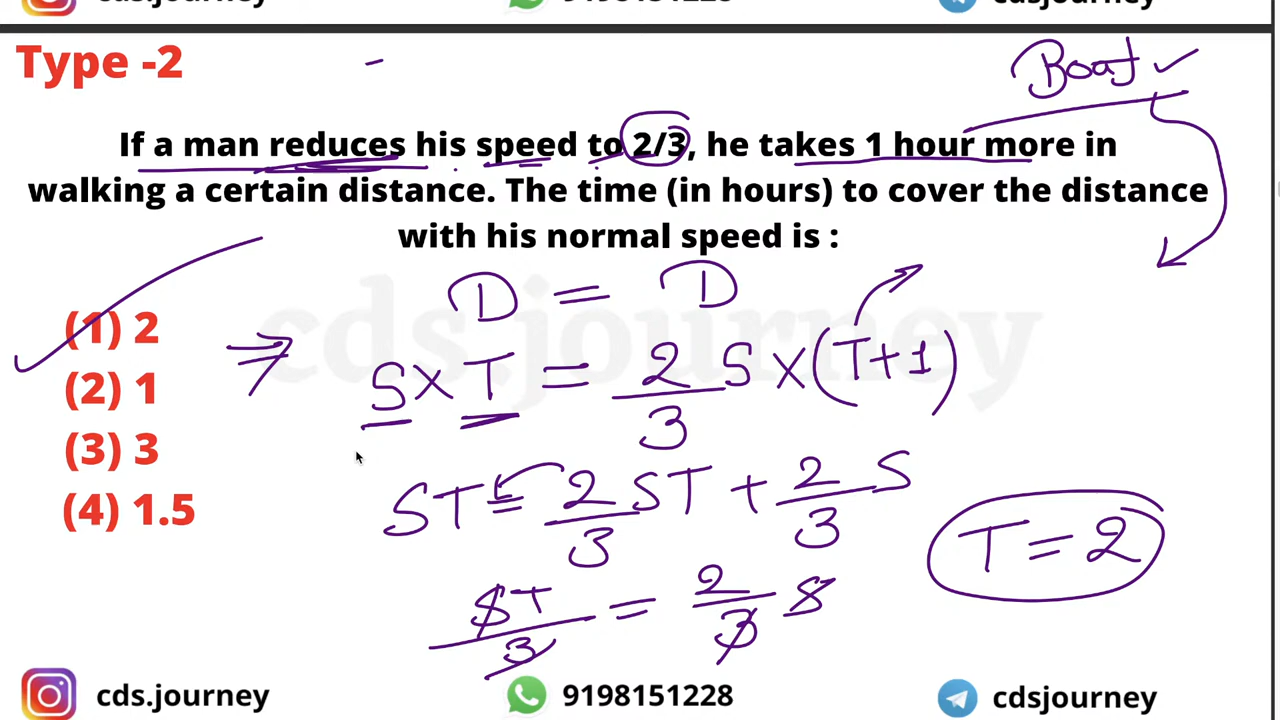 cdsjourney
9198151228
cdsjourney
Type -2
Boat
If a man reduces his speed to 2/3, he takes 1 hour more in
walking a certain distance. The time (in hours) to cover the distance
with his normal speed is :
cds.journey
D = D
(1) 2
(2) 1
(3) 3
(4) 1.5
⇒ S × T = 2/3 S × (T+1)
ST = 2/3 ST + 2/3 S
ST/3 = 2/3 S
T = 2
cds.journey
9198151228
cdsjourney